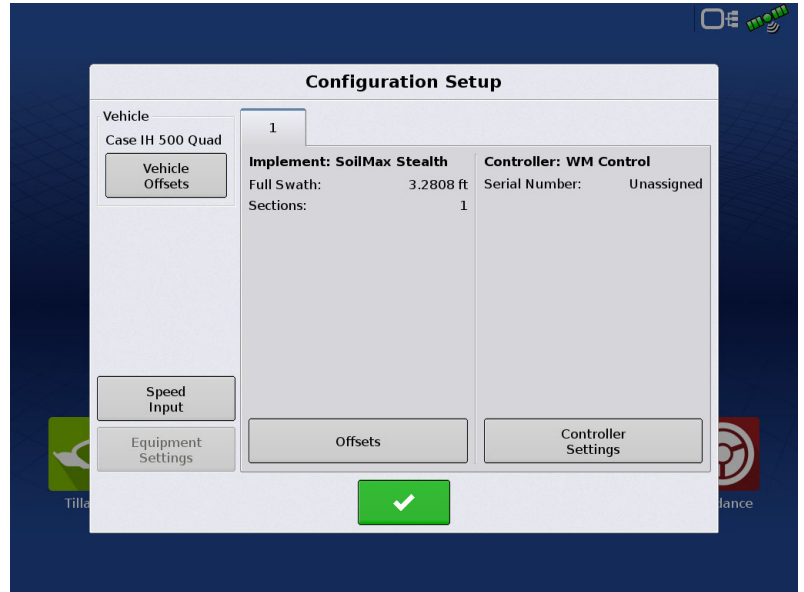 Configuration Setup
Vehicle
Case IH 500 Quad
Vehicle
Offsets
1
Implement: SoilMax Stealth
Full Swath: 3.2808 ft
Sections: 1
Controller: WM Control
Serial Number: Unassigned
Speed
Input
Equipment
Settings
Offsets
Controller
Settings
Tilla
dance